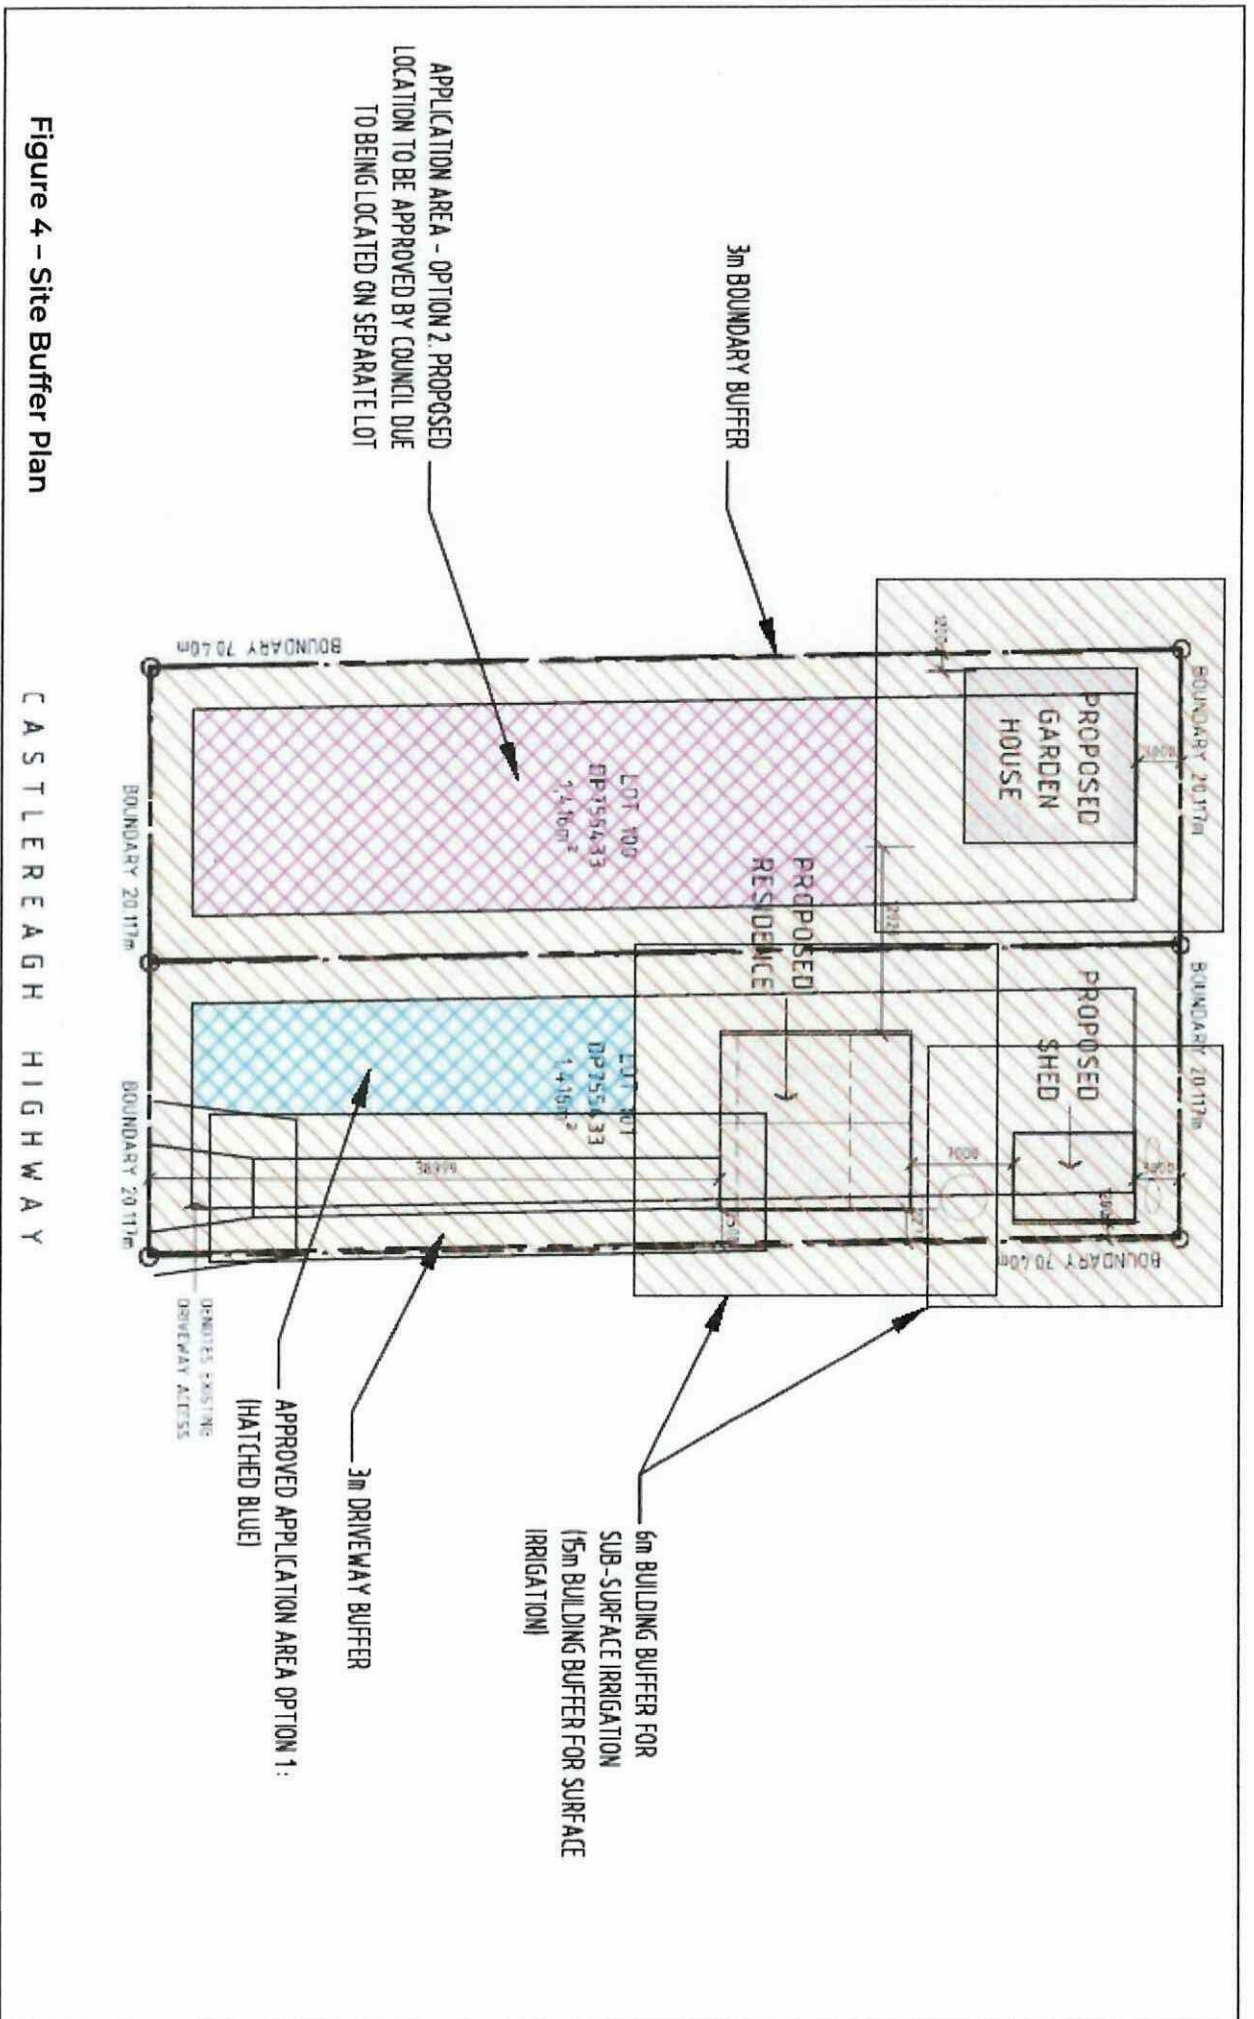 3m BOUNDARY BUFFER
APPLICATION AREA - OPTION 2. PROPOSED
LOCATION TO BE APPROVED BY COUNCIL DUE
TO BEING LOCATED ON SEPARATE LOT
BOUNDARY 20.117m
PROPOSED
GARDEN
HOUSE
BOUNDARY 70.40m
LOT 100
DP755433
1,416m²
BOUNDARY 20.117m
BOUNDARY 20.117m
PROPOSED
SHED
PROPOSED
RESIDENCE
LOT 101
DP755433
1,416m²
BOUNDARY 20.117m
BOUNDARY 70.40m
6m BUILDING BUFFER FOR
SUB-SURFACE IRRIGATION
(15m BUILDING BUFFER FOR SURFACE
IRRIGATION)
3m DRIVEWAY BUFFER
APPROVED APPLICATION AREA OPTION 1:
(HATCHED BLUE)
DENOTES EXISTING
DRIVEWAY ACCESS
CASTLEREAGH HIGHWAY
Figure 4 – Site Buffer Plan